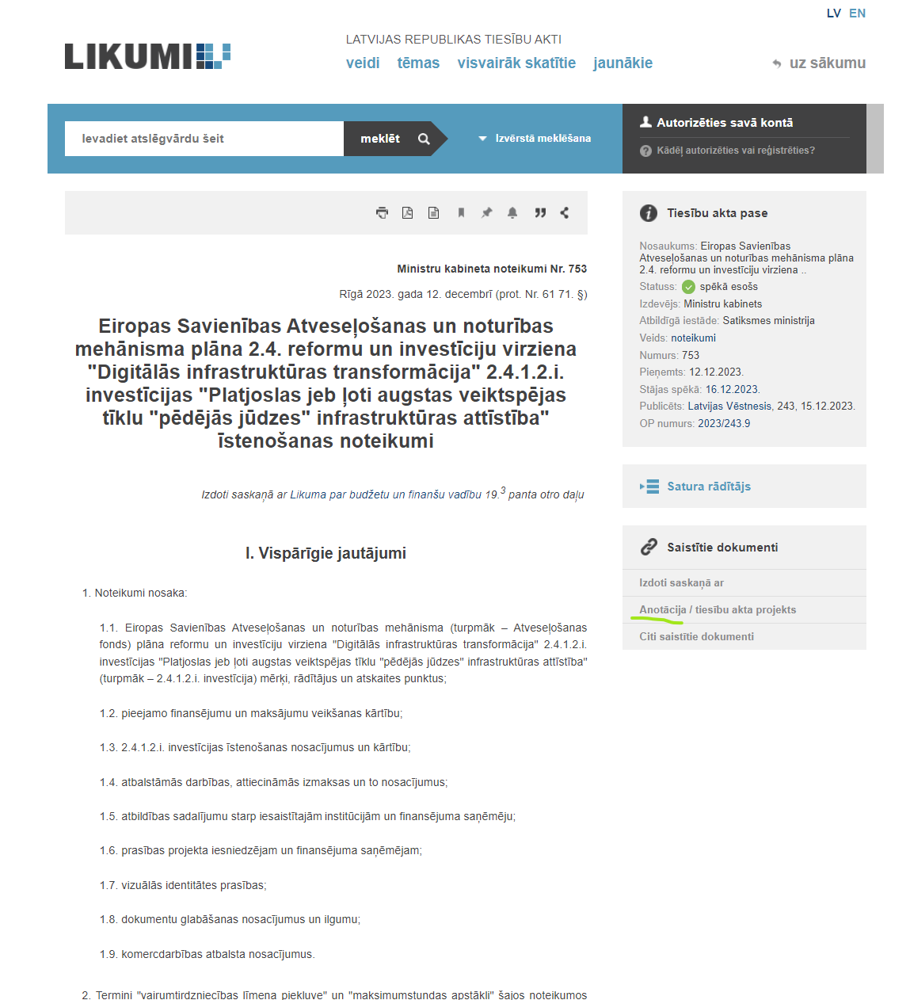 LV EN
LIKUMI
LATVIJAS REPUBLIKAS TIESĪBU AKTI
veidi tēmas visvairāk skatītie jaunākie
uz sākumu
Ievadiet atslēgvārdu šeit
meklēt
Izvērstā meklēšana
Autorizēties savā kontā
Kādēļ autorizēties vai reģistrēties?
Ministru kabineta noteikumi Nr. 753
Rīgā 2023. gada 12. decembrī (prot. Nr. 61 71. §)
Eiropas Savienības Atveseļošanas un noturības
mehānisma plāna 2.4. reformu un investīciju virziena
"Digitālās infrastruktūras transformācija" 2.4.1.2.i.
investīcijas "Platjoslas jeb ļoti augstas veiktspējas
tīklu "pēdējās jūdzes" infrastruktūras attīstība"
īstenošanas noteikumi
Izdoti saskaņā ar Likuma par budžetu un finanšu vadību 19.³ panta otro daļu
I. Vispārīgie jautājumi
1. Noteikumi nosaka:
1.1. Eiropas Savienības Atveseļošanas un noturības mehānisma (turpmāk – Atveseļošanas
fonds) plāna reformu un investīciju virziena "Digitālās infrastruktūras transformācija" 2.4.1.2.i.
investīcijas "Platjoslas jeb ļoti augstas veiktspējas tīklu "pēdējās jūdzes" infrastruktūras attīstība"
(turpmāk – 2.4.1.2.i. investīcija) mērķi, rādītājus un atskaites punktus;
1.2. pieejamo finansējumu un maksājumu veikšanas kārtību;
1.3. 2.4.1.2.i. investīcijas īstenošanas nosacījumus un kārtību;
1.4. atbalstāmās darbības, attiecināmās izmaksas un to nosacījumus;
1.5. atbildības sadalījumu starp iesaistītajām institūcijām un finansējuma saņēmēju;
1.6. prasības projekta iesniedzējam un finansējuma saņēmējam;
1.7. vizuālās identitātes prasības;
1.8. dokumentu glabāšanas nosacījumus un ilgumu;
1.9. komercdarbības atbalsta nosacījumus.
2. Termini "vairumtirdzniecības līmeņa piekļuve" un "maksimumstundas apstākļi" šajos noteikumos
Tiesību akta pase
Nosaukums: Eiropas Savienības
Atveseļošanas un noturības mehānisma plāna
2.4. reformu un investīciju virziena ..
Statuss: spēkā esošs
Izdevējs: Ministru kabinets
Atbildīgā iestāde: Satiksmes ministrija
Veids: noteikumi
Numurs: 753
Pieņemts: 12.12.2023.
Stājas spēkā: 16.12.2023.
Publicēts: Latvijas Vēstnesis, 243, 15.12.2023.
OP numurs: 2023/243.9
Satura rādītājs
Saistītie dokumenti
Izdoti saskaņā ar
Anotācija / tiesību akta projekts
Citi saistītie dokumenti